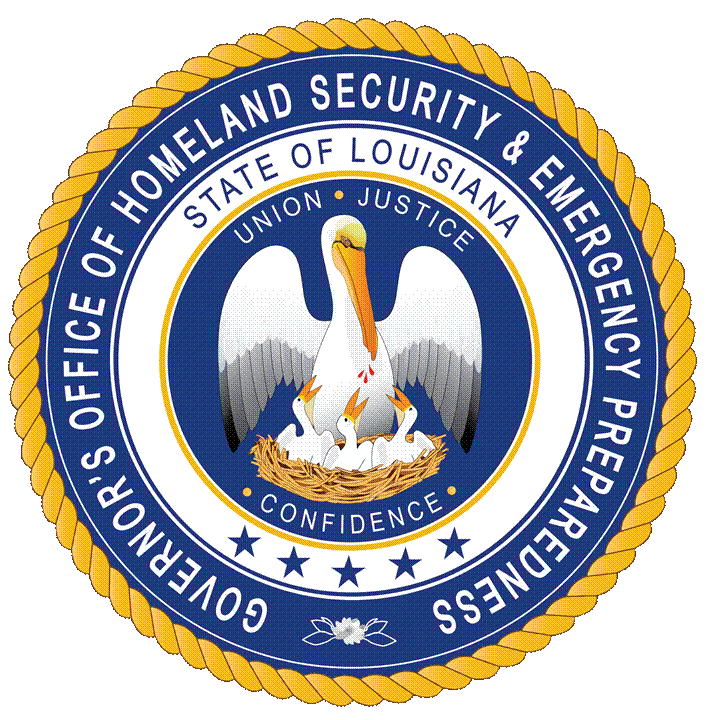 GOVERNOR'S OFFICE OF HOMELAND SECURITY & EMERGENCY PREPAREDNESS
STATE OF LOUISIANA
UNION • JUSTICE
• CONFIDENCE •